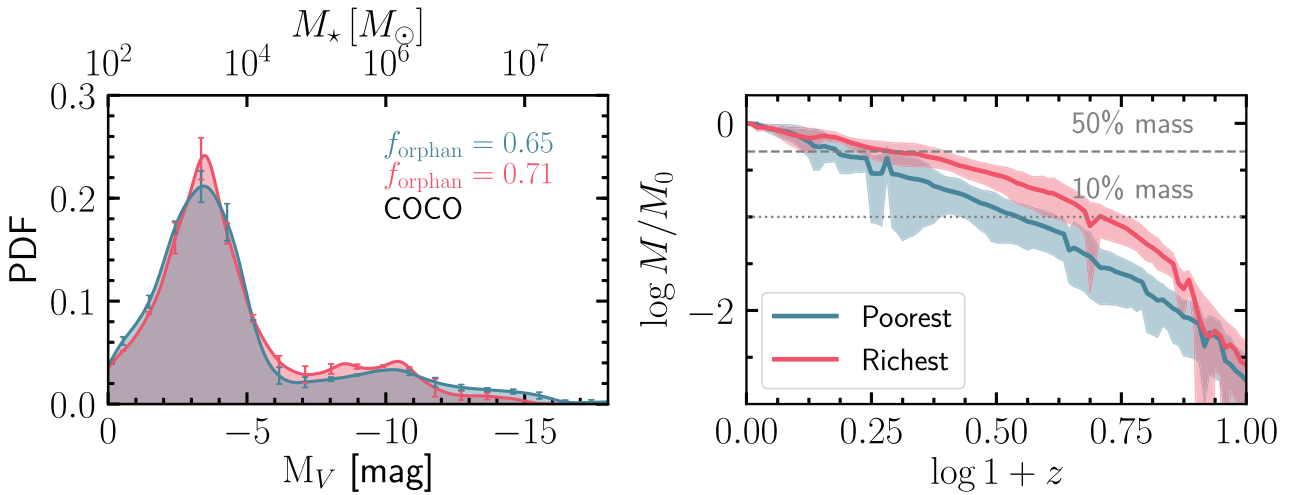 M⋆ [M⊙]
10² 10⁴ 10⁶ 10⁷
0.3
0.2
0.1
0.0
PDF
f_orphan = 0.65
f_orphan = 0.71
COCO
0 −5 −10 −15
M_V [mag]
0
−2
log M/M₀
50% mass
10% mass
Poorest
Richest
0.00 0.25 0.50 0.75 1.00
log 1 + z